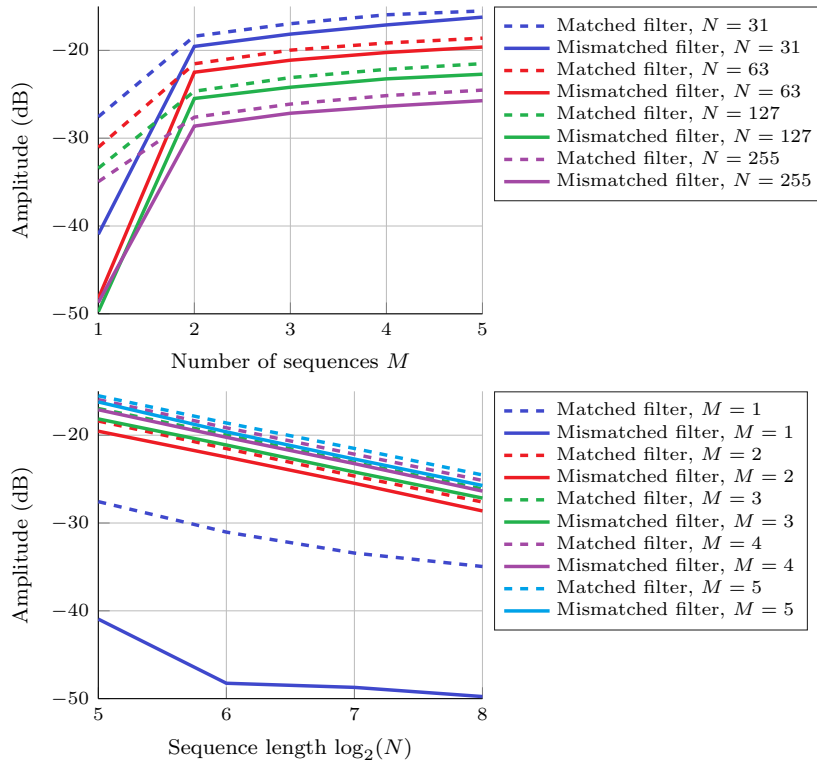 −20
−30
−40
−50
1
2
3
4
5
Amplitude (dB)
Number of sequences M
Matched filter, N = 31
Mismatched filter, N = 31
Matched filter, N = 63
Mismatched filter, N = 63
Matched filter, N = 127
Mismatched filter, N = 127
Matched filter, N = 255
Mismatched filter, N = 255
−20
−30
−40
−50
5
6
7
8
Amplitude (dB)
Sequence length log₂(N)
Matched filter, M = 1
Mismatched filter, M = 1
Matched filter, M = 2
Mismatched filter, M = 2
Matched filter, M = 3
Mismatched filter, M = 3
Matched filter, M = 4
Mismatched filter, M = 4
Matched filter, M = 5
Mismatched filter, M = 5